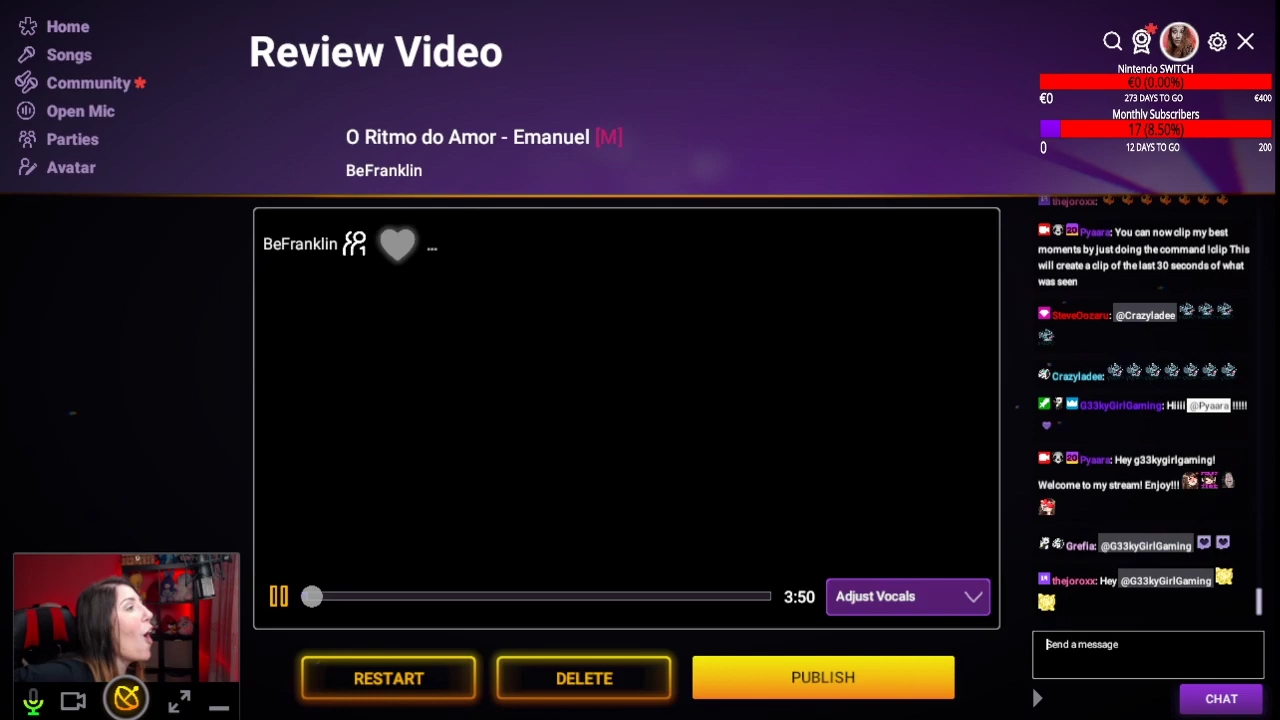 Home
Songs
Community
Open Mic
Parties
Avatar
Review Video
O Ritmo do Amor - Emanuel [M]
BeFranklin
Nintendo SWITCH
€0 (0.00%)
€0 273 DAYS TO GO €400
Monthly Subscribers
17 (8.50%)
0 12 DAYS TO GO 200
BeFranklin ...
3:50
Adjust Vocals
RESTART
DELETE
PUBLISH
thejoroxx:
20 Pyaara: You can now clip my best
moments by just doing the command !clip This
will create a clip of the last 30 seconds of what
was seen
SteveOozaru: @Crazyladee
Crazyladee:
G33kyGirlGaming: Hiiii @Pyaara !!!!!
20 Pyaara: Hey g33kygirlgaming!
Welcome to my stream! Enjoy!!!
Grefia: @G33kyGirlGaming
thejoroxx: Hey @G33kyGirlGaming
Send a message
CHAT